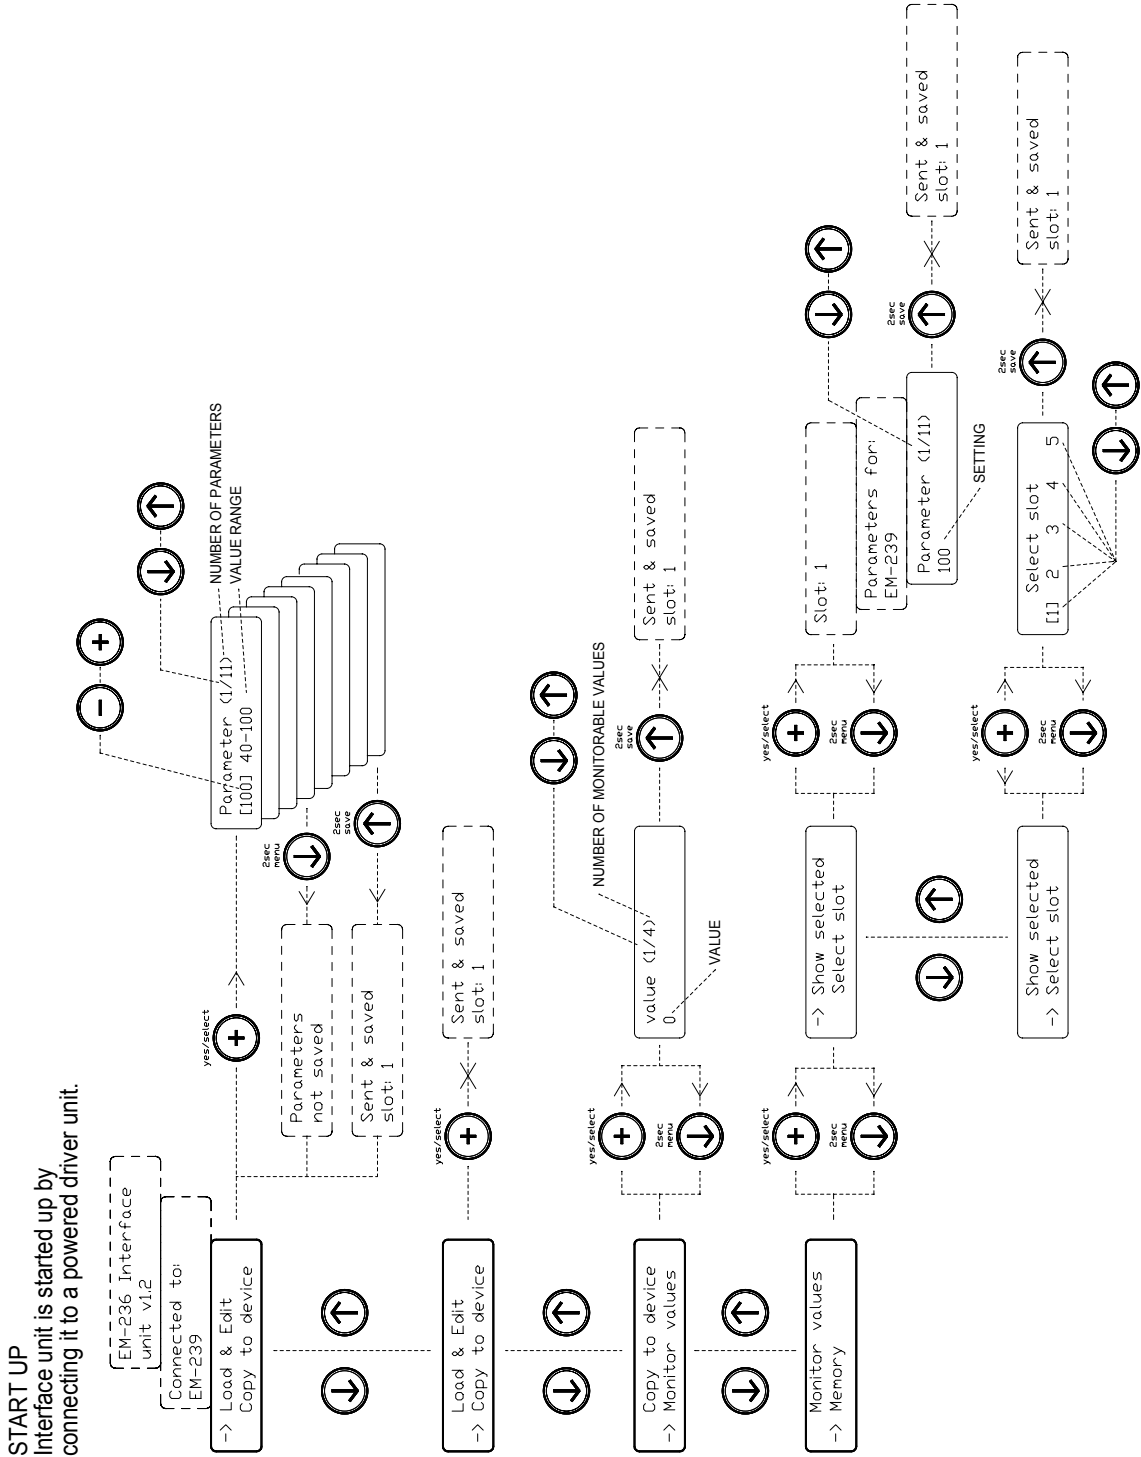 START UP
Interface unit is started up by
connecting it to a powered driver unit.
EM-236 Interface
unit v1.2
Connected to:
EM-239
-> Load & Edit
Copy to device
yes/select
+
Parameter (1/11)
[100] 40-100
-
+
NUMBER OF PARAMETERS
VALUE RANGE
2sec
menu
2sec
save
Parameters
not saved
Sent & saved
slot: 1
Load & Edit
-> Copy to device
yes/select
+
Sent & saved
slot: 1
Copy to device
-> Monitor values
yes/select
+
2sec
menu
value (1/4)
0
VALUE
NUMBER OF MONITORABLE VALUES
2sec
save
Sent & saved
slot: 1
Monitor values
-> Memory
yes/select
+
2sec
menu
-> Show selected
Select slot
yes/select
+
2sec
menu
Slot: 1
Parameters for:
EM-239
Parameter (1/11)
100
SETTING
2sec
save
Sent & saved
slot: 1
Show selected
-> Select slot
yes/select
+
2sec
menu
Select slot
[1] 2 3 4 5
2sec
save
Sent & saved
slot: 1